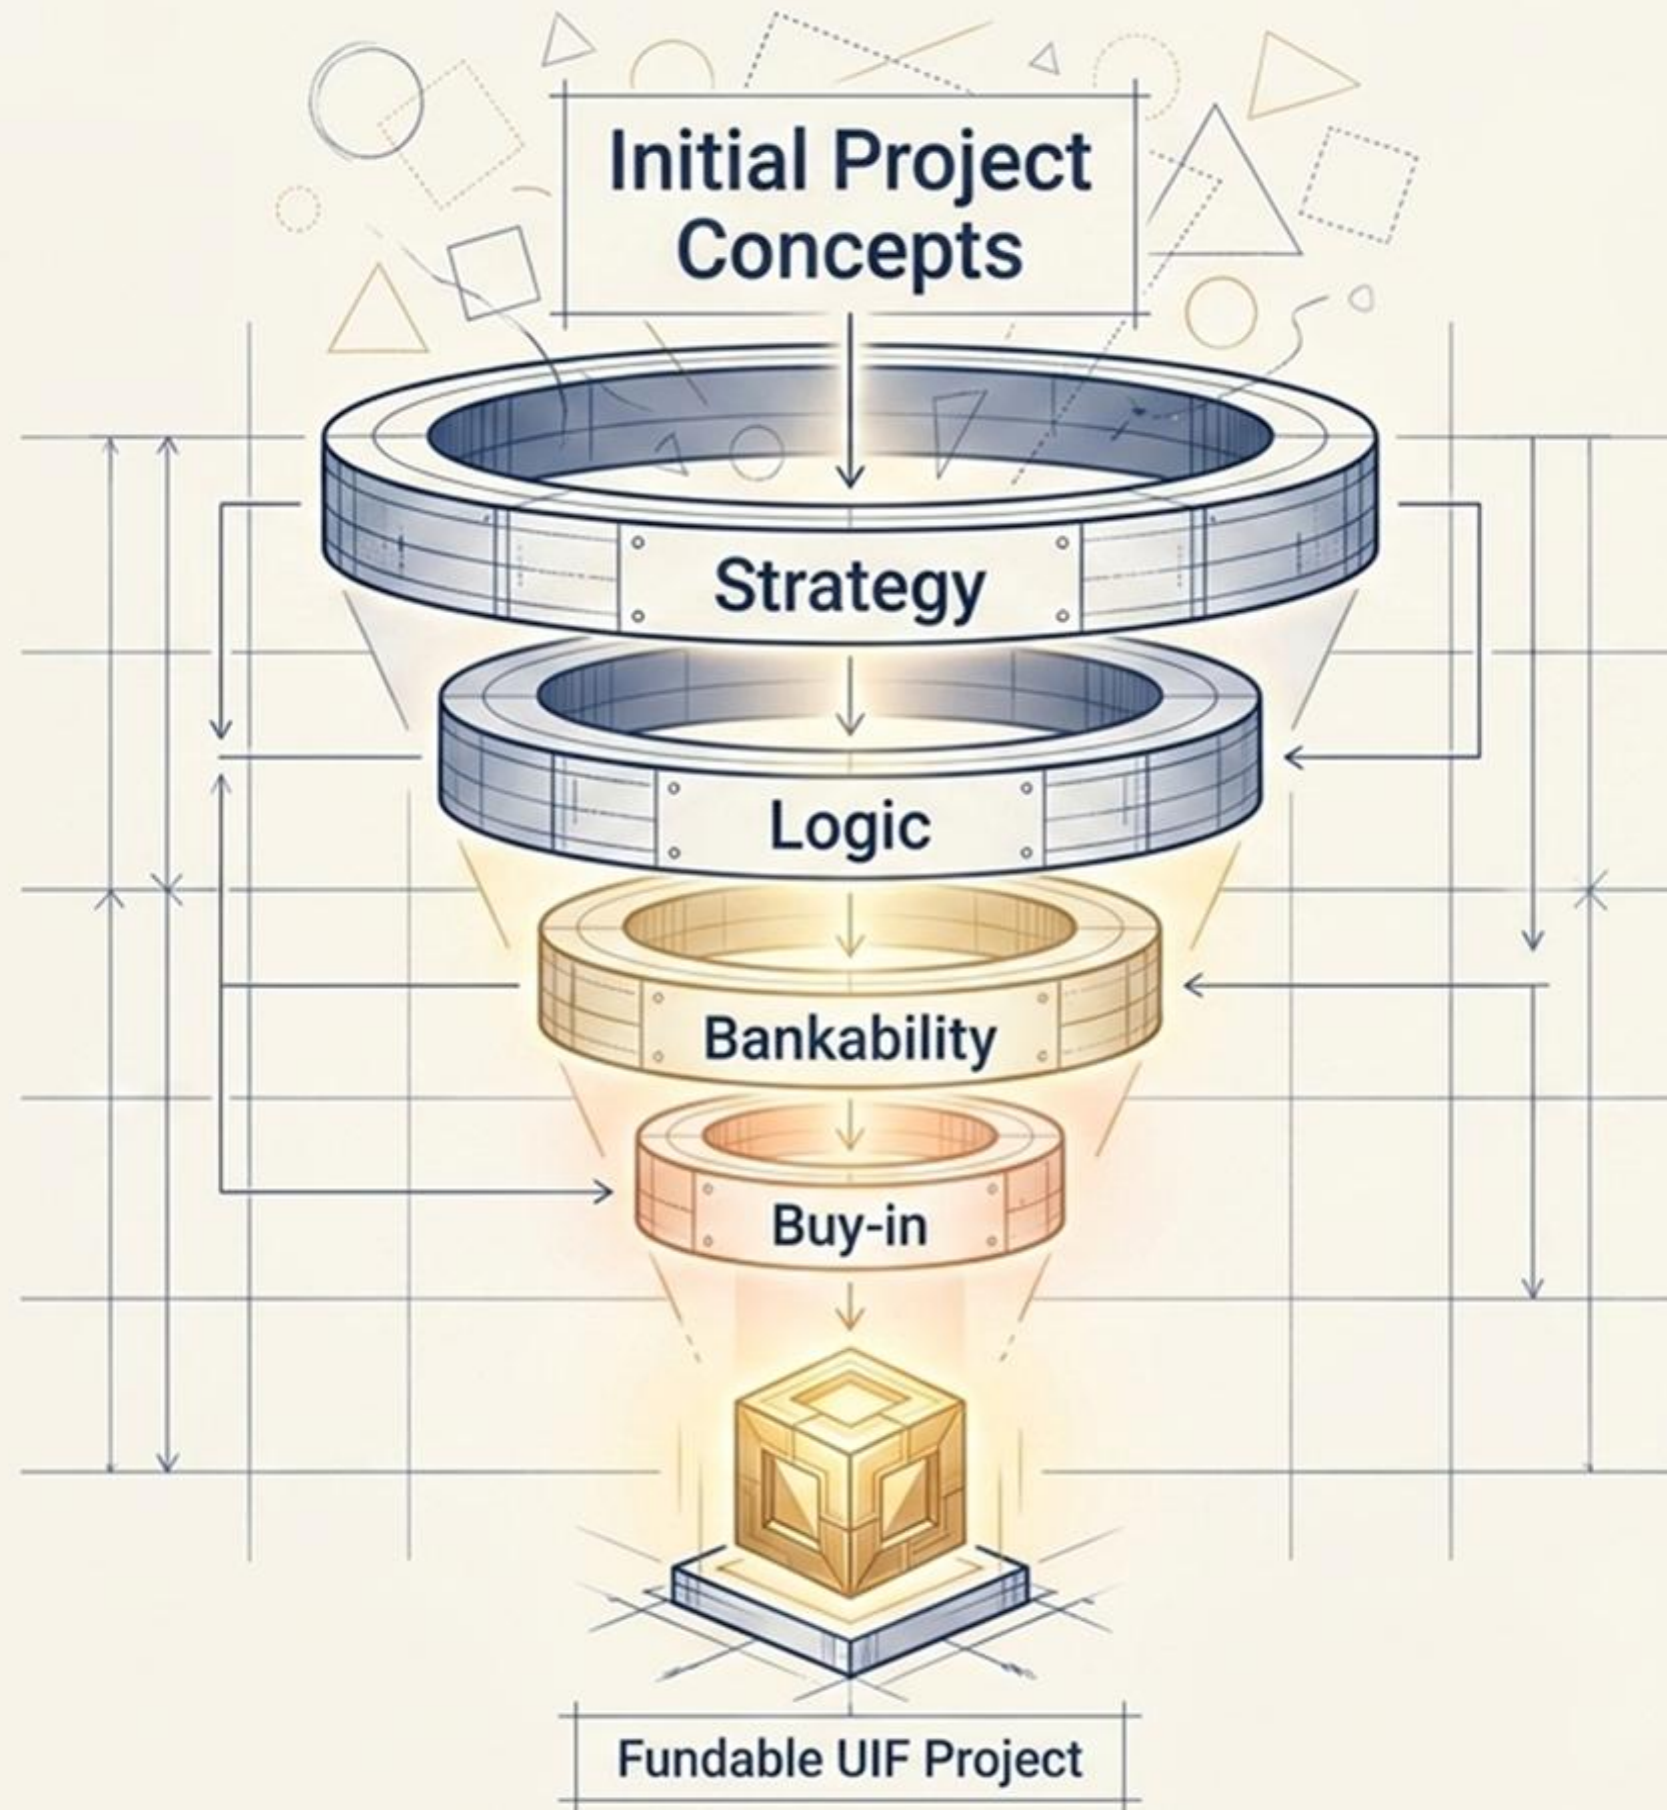 Initial Project
Concepts
Strategy
Logic
Bankability
Buy-in
Fundable UIF Project